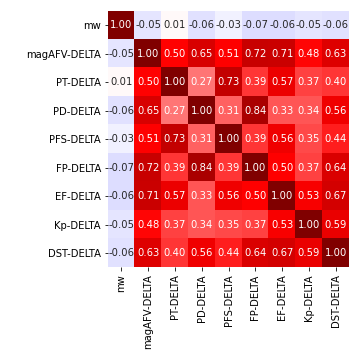 mw 1.00 -0.05 0.01 -0.06 -0.03 -0.07 -0.06 -0.05 -0.06
magAFV-DELTA -0.05 1.00 0.50 0.65 0.51 0.72 0.71 0.48 0.63
PT-DELTA 0.01 0.50 1.00 0.27 0.73 0.39 0.57 0.37 0.40
PD-DELTA -0.06 0.65 0.27 1.00 0.31 0.84 0.33 0.34 0.56
PFS-DELTA -0.03 0.51 0.73 0.31 1.00 0.39 0.56 0.35 0.44
FP-DELTA -0.07 0.72 0.39 0.84 0.39 1.00 0.50 0.37 0.64
EF-DELTA -0.06 0.71 0.57 0.33 0.56 0.50 1.00 0.53 0.67
Kp-DELTA -0.05 0.48 0.37 0.34 0.35 0.37 0.53 1.00 0.59
DST-DELTA -0.06 0.63 0.40 0.56 0.44 0.64 0.67 0.59 1.00
mw
magAFV-DELTA
PT-DELTA
PD-DELTA
PFS-DELTA
FP-DELTA
EF-DELTA
Kp-DELTA
DST-DELTA